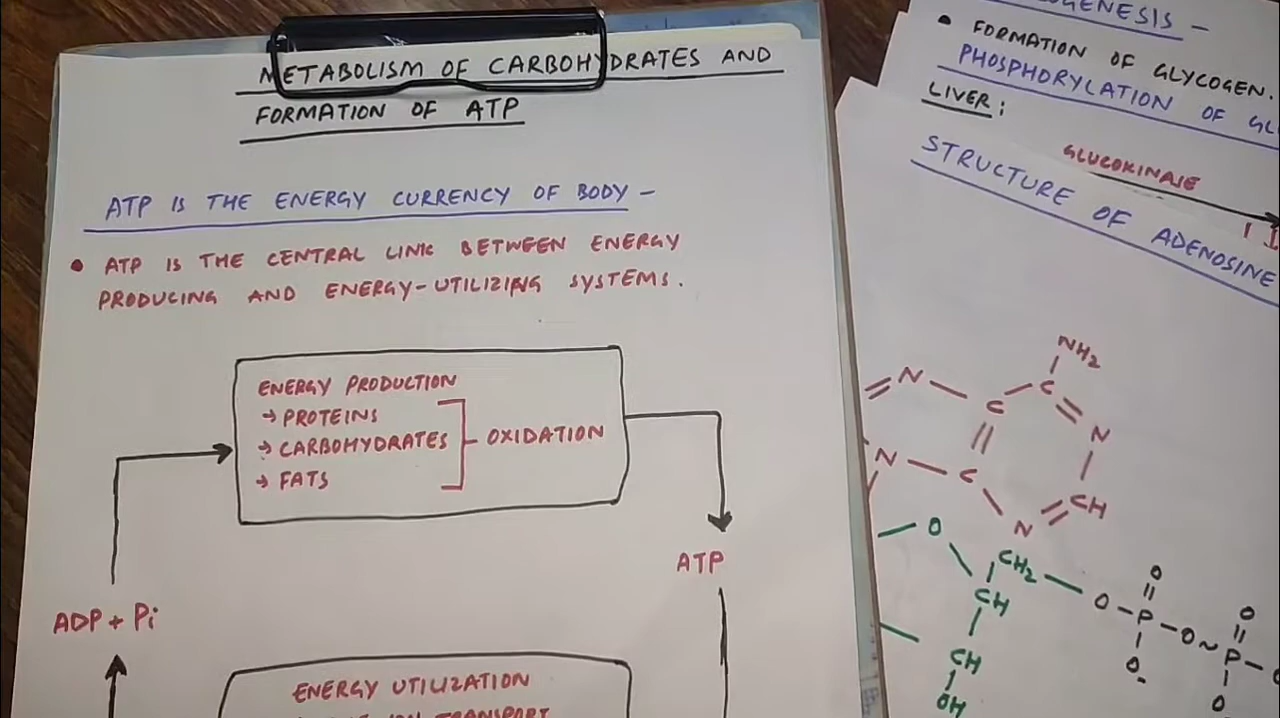 METABOLISM OF CARBOHYDRATES AND
FORMATION OF ATP
ATP IS THE ENERGY CURRENCY OF BODY -
• ATP IS THE CENTRAL LINK BETWEEN ENERGY
PRODUCING AND ENERGY-UTILIZING SYSTEMS.
ENERGY PRODUCTION
→ PROTEINS
→ CARBOHYDRATES
→ FATS
OXIDATION
ATP
ADP + Pi
ENERGY UTILIZATION
TRANSPORT
GENESIS -
• FORMATION OF GLYCOGEN.
PHOSPHORYLATION OF GL
LIVER:
GLUCOKINASE
STRUCTURE OF ADENOSINE
NH2
N C
C N
N C
CH
N
O CH2
CH O P O ~ P
O O
O O
CH
OH